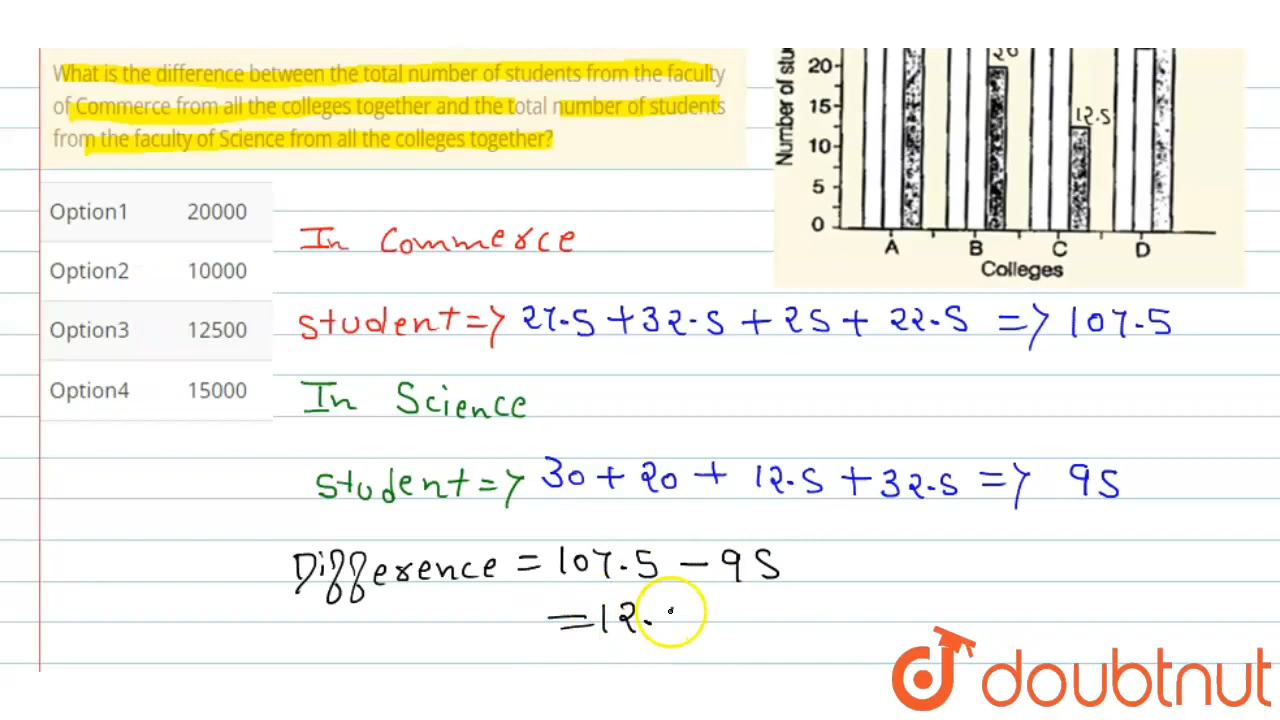 What is the difference between the total number of students from the faculty
of Commerce from all the colleges together and the total number of students
from the faculty of Science from all the colleges together?
Option1 20000
Option2 10000
Option3 12500
Option4 15000
Number of stu
20
15
10
5
0
20
12.5
A B C D
Colleges
In Commerce
student=> 27.5+32.5+25+22.5 => 107.5
In Science
student=> 30+20+12.5+32.5=> 95
Difference = 107.5-95
=12.
doubtnut